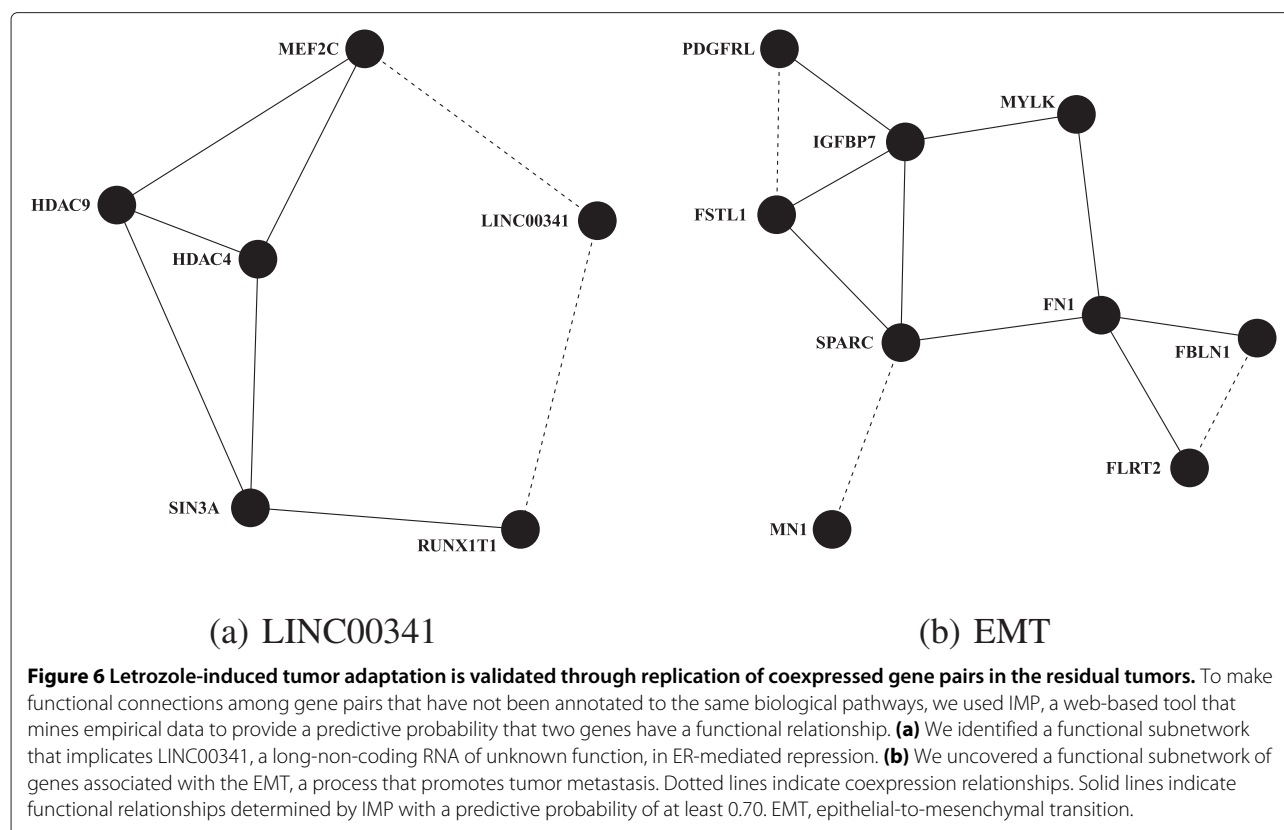 MEF2C
HDAC9
LINC00341
HDAC4
SIN3A
RUNX1T1
(a) LINC00341
PDGFRL
MYLK
IGFBP7
FSTL1
FN1
SPARC
FBLN1
FLRT2
MN1
(b) EMT
Figure 6 Letrozole-induced tumor adaptation is validated through replication of coexpressed gene pairs in the residual tumors. To make
functional connections among gene pairs that have not been annotated to the same biological pathways, we used IMP, a web-based tool that
mines empirical data to provide a predictive probability that two genes have a functional relationship. (a) We identified a functional subnetwork
that implicates LINC00341, a long-non-coding RNA of unknown function, in ER-mediated repression. (b) We uncovered a functional subnetwork of
genes associated with the EMT, a process that promotes tumor metastasis. Dotted lines indicate coexpression relationships. Solid lines indicate
functional relationships determined by IMP with a predictive probability of at least 0.70. EMT, epithelial-to-mesenchymal transition.